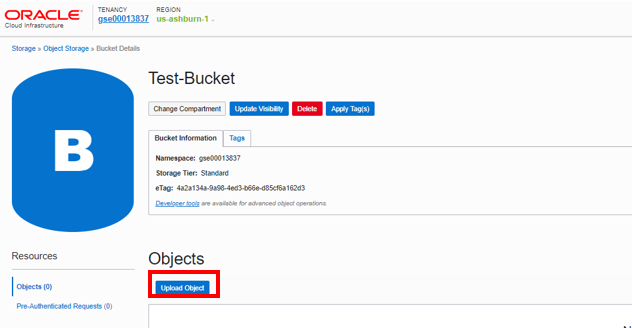 ORACLE
Cloud Infrastructure
TENANCY
gse00013837
REGION
us-ashburn-1
Storage » Object Storage » Bucket Details
B
Test-Bucket
Change Compartment Update Visibility Delete Apply Tag(s)
Bucket Information Tags
Namespace: gse00013837
Storage Tier: Standard
eTag: 4a2a134a-9a98-4ed3-b66e-d85cf6a162d3
Developer tools are available for advanced object operations
Resources
Objects (0)
Pre-Authenticated Requests (0)
Objects
Upload Object